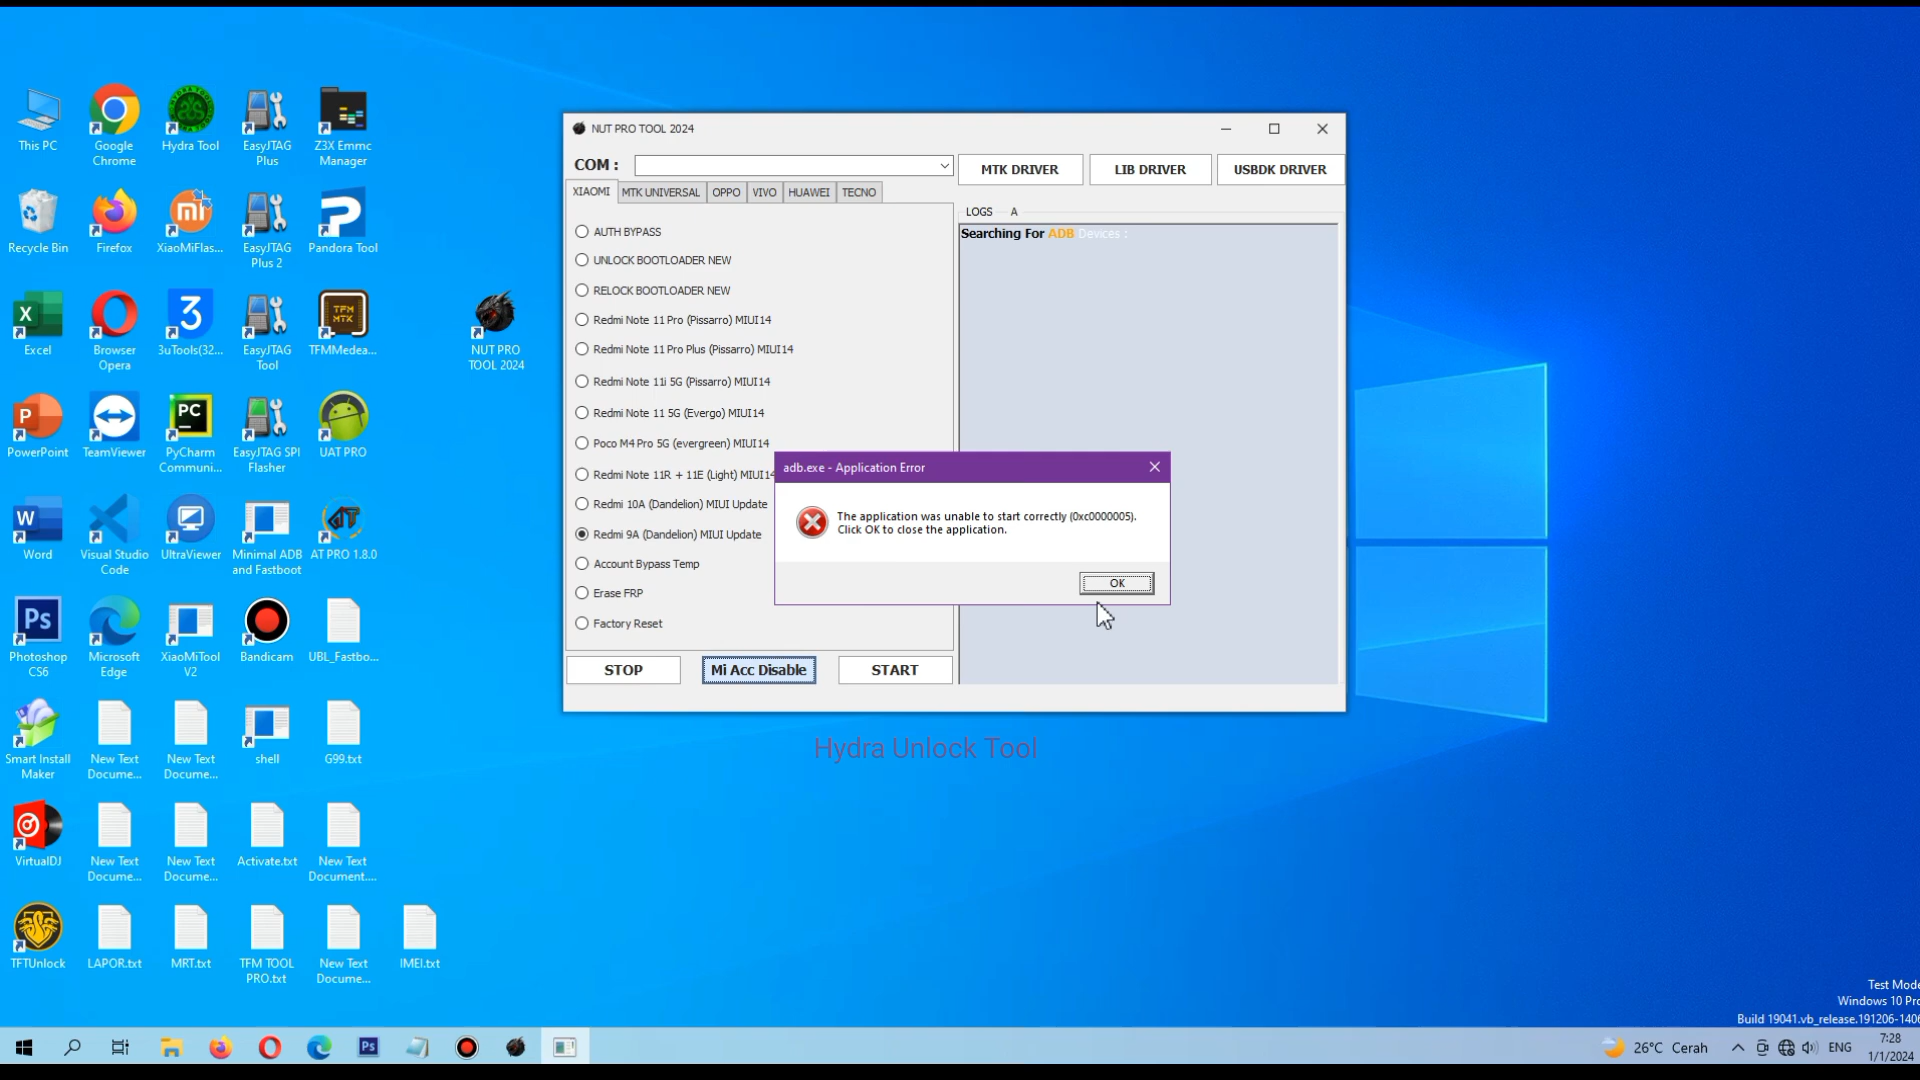 This PC
Google
Chrome
Hydra Tool
EasyJTAG
Plus
Z3X Emmc
Manager
Recycle Bin
Firefox
XiaoMiFlas...
EasyJTAG
Plus 2
Pandora Tool
Excel
Browser
Opera
3uTools(32...
EasyJTAG
Tool
TFM
MTK
TFMMedea...
NUT PRO
TOOL 2024
PowerPoint
TeamViewer
PC
PyCharm
Communi...
EasyJTAG SPI
Flasher
UAT PRO
Word
Visual Studio
Code
UltraViewer
Minimal ADB
and Fastboot
AT PRO 1.8.0
Ps
Photoshop
CS6
Microsoft
Edge
XiaoMiTool
V2
Bandicam
UBL_Fastbo...
Smart Install
Maker
New Text
Docume...
New Text
Docume...
shell
G99.txt
VirtualDJ
New Text
Docume...
New Text
Docume...
Activate.txt
New Text
Document....
TFTUnlock
LAPOR.txt
MRT.txt
TFM TOOL
PRO.txt
New Text
Docume...
IMEI.txt
NUT PRO TOOL 2024
COM :
MTK DRIVER
LIB DRIVER
USBDK DRIVER
XIAOMI
MTK UNIVERSAL
OPPO
VIVO
HUAWEI
TECNO
LOGS A
Searching For ADB Devices :
AUTH BYPASS
UNLOCK BOOTLOADER NEW
RELOCK BOOTLOADER NEW
Redmi Note 11 Pro (Pissarro) MIUI14
Redmi Note 11 Pro Plus (Pissarro) MIUI14
Redmi Note 11i 5G (Pissarro) MIUI14
Redmi Note 11 5G (Evergo) MIUI14
Poco M4 Pro 5G (evergreen) MIUI14
Redmi Note 11R + 11E (Light) MIUI14
Redmi 10A (Dandelion) MIUI Update
Redmi 9A (Dandelion) MIUI Update
Account Bypass Temp
Erase FRP
Factory Reset
STOP
Mi Acc Disable
START
adb.exe - Application Error
The application was unable to start correctly (0xc0000005).
Click OK to close the application.
OK
Hydra Unlock Tool
Test Mode
Windows 10 Pro
Build 19041.vb_release.191206-1406
Ps
26°C Cerah
ENG
7:28
1/1/2024